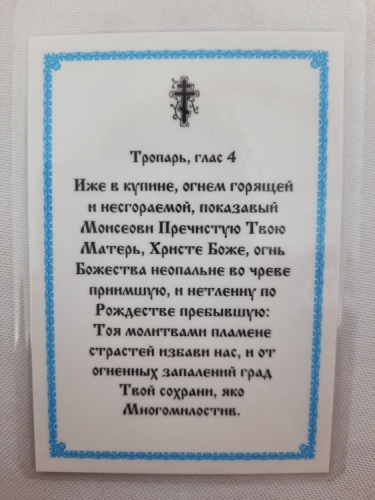 Тропарь, глас 4
Иже в купине, огнем горящей
и несгораемой, показавый
Моисеови Пречистую Твою
Матерь, Христе Боже, огнь
Божества неопальне во чреве
приимшую, и нетленну по
Рождестве пребывшую:
Тоя молитвами пламене
страстей избави нас, и от
огненных запалений град
Твой сохрани, яко
Многомилостив.